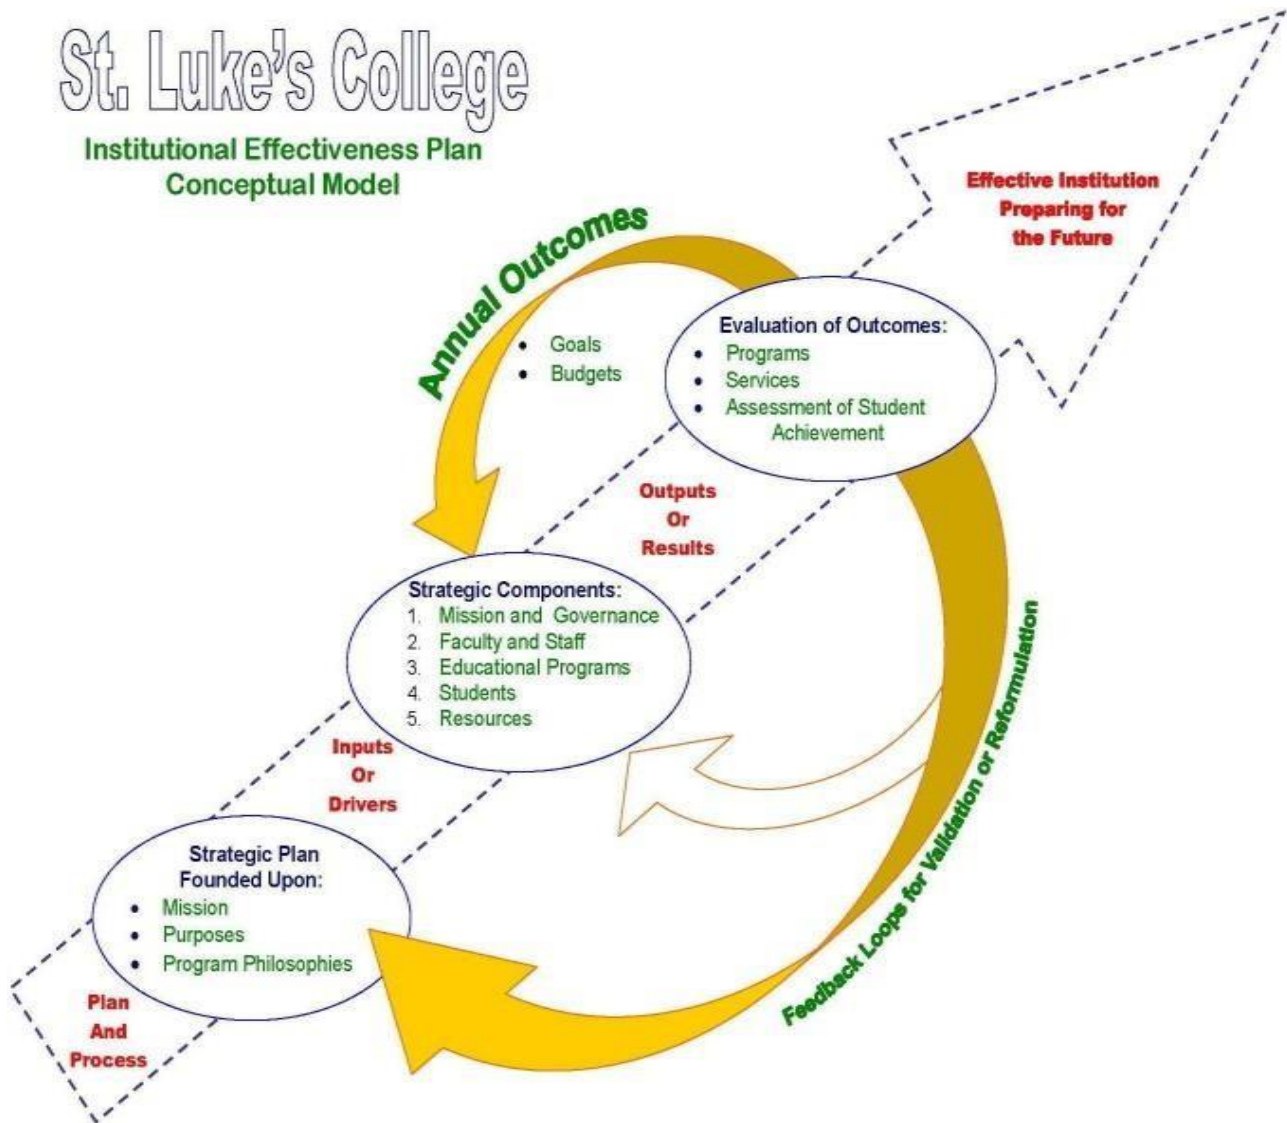 St. Luke's College
Institutional Effectiveness Plan
Conceptual Model
Effective Institution
Preparing for
the Future
Annual Outcomes
• Goals
• Budgets
Evaluation of Outcomes:
• Programs
• Services
• Assessment of Student
Achievement
Outputs
Or
Results
Strategic Components:
1. Mission and Governance
2. Faculty and Staff
3. Educational Programs
4. Students
5. Resources
Feedback Loops for Validation or Reformulation
Inputs
Or
Drivers
Strategic Plan
Founded Upon:
• Mission
• Purposes
• Program Philosophies
Plan
And
Process